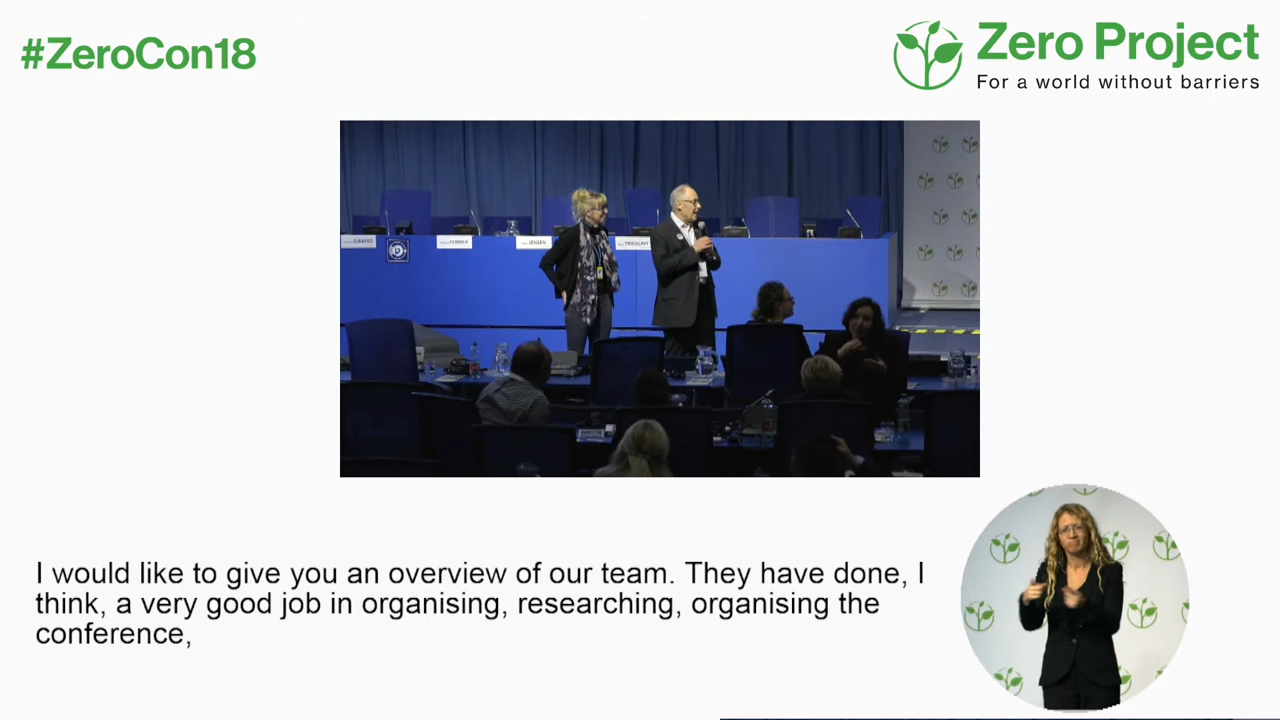 #ZeroCon18
Zero Project
For a world without barriers
JENSEN
I would like to give you an overview of our team. They have done, I
think, a very good job in organising, researching, organising the
conference,